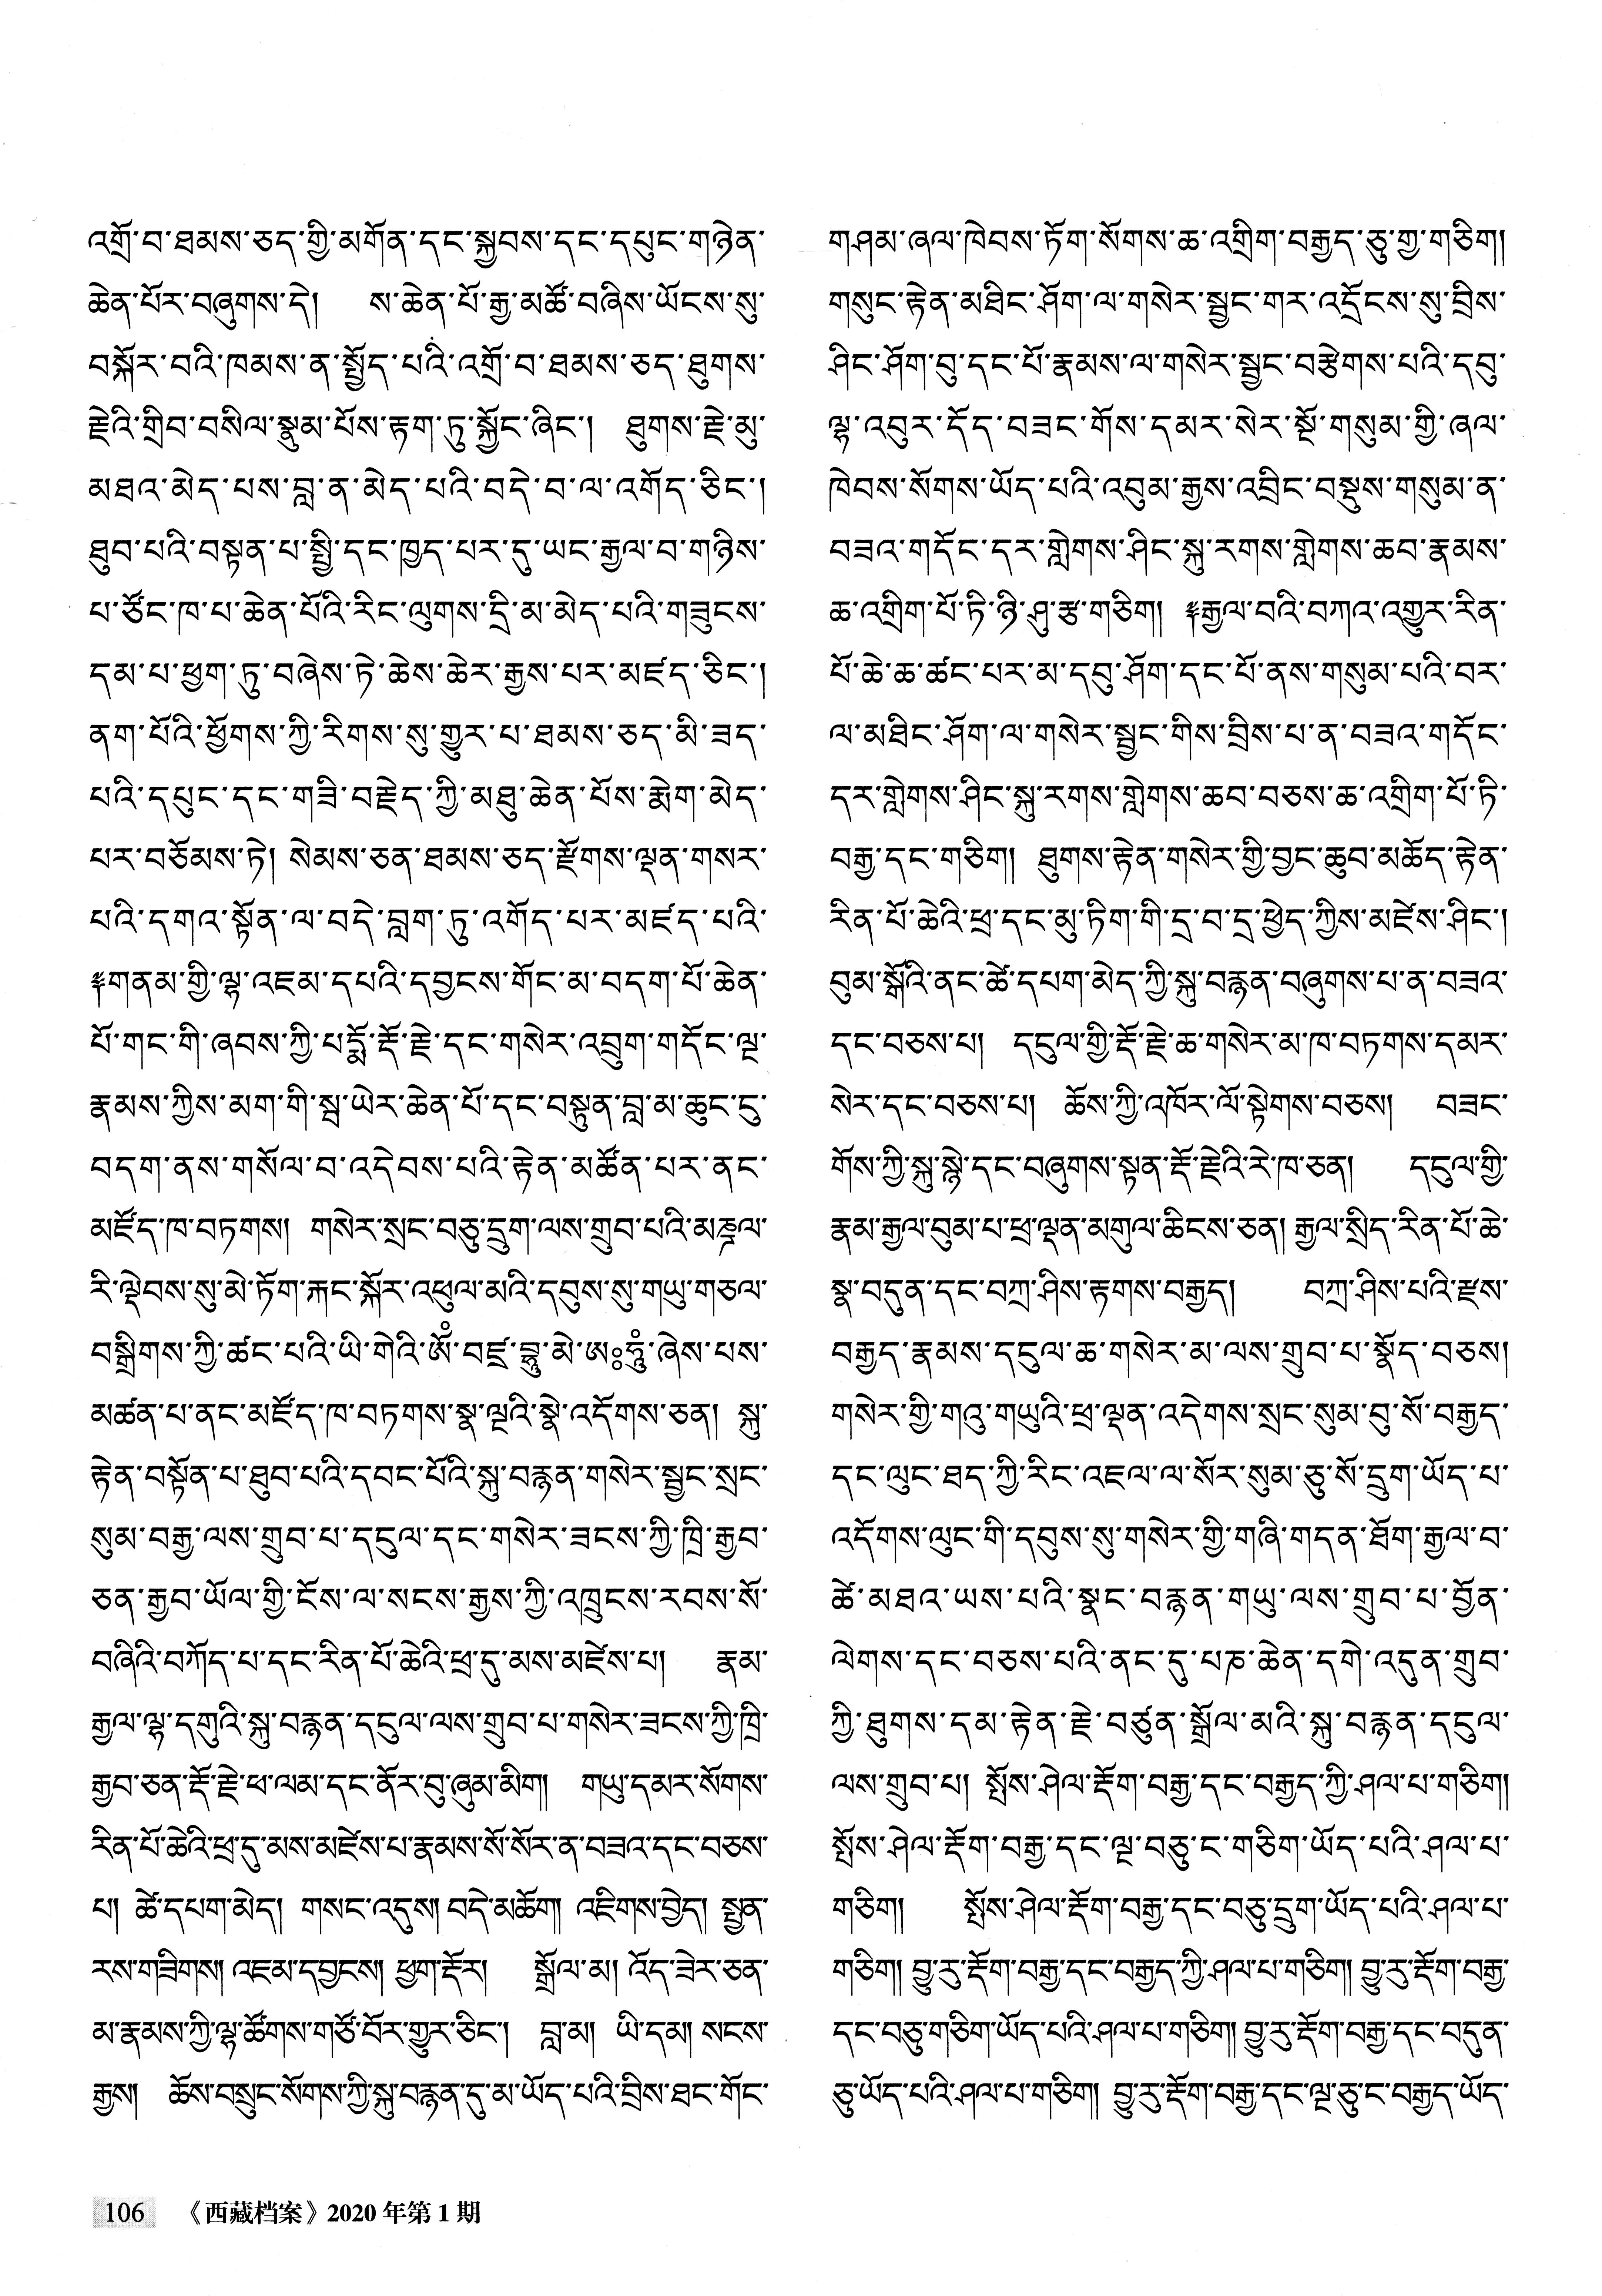 འགྲོ་བ་ཐམས་ཅད་ཀྱི་མགོན་དང་སྐྱབས་དང་དཔུང་གཉེན་
ཆེན་པོར་བཞུགས་དེ། ས་ཆེན་པོ་རྒྱ་མཚོ་བཞིས་ཡོངས་སུ་
བསྐོར་བའི་ཁམས་ན་སྤྱོད་པའི་འགྲོ་བ་ཐམས་ཅད་ཐུགས་
རྗེའི་གྲིབ་བསིལ་སྣུམ་པོས་རྟག་ཏུ་སྐྱོང་ཞིང་། ཐུགས་རྗེ་མུ་
མཐའ་མེད་པས་བླ་ན་མེད་པའི་བདེ་བ་ལ་འགོད་ཅིང་།
ཐུབ་པའི་བསྟན་པ་སྤྱི་དང་ཁྱད་པར་དུ་ཡང་རྒྱལ་བ་གཉིས་
པ་ཙོང་ཁ་པ་ཆེན་པོའི་རིང་ལུགས་དྲི་མ་མེད་པའི་གཟུངས་
དམ་པ་ཕྱག་ཏུ་བཞེས་ཏེ་ཆེས་ཆེར་རྒྱས་པར་མཛད་ཅིང་།
ནག་པོའི་ཕྱོགས་ཀྱི་རིགས་སུ་གྱུར་པ་ཐམས་ཅད་མི་ཟད་
པའི་དཔུང་དང་གཟི་བརྗེད་ཀྱི་མཐུ་ཆེན་པོས་རྨེག་མེད་
པར་བཅོམས་ཏེ། སེམས་ཅན་ཐམས་ཅད་རྫོགས་ལྡན་གསར་
པའི་དགའ་སྟོན་ལ་བདེ་བླག་ཏུ་འགོད་པར་མཛད་པའི་
༸གནམ་གྱི་ལྷ་འཇམ་དཔའི་དབྱངས་གོང་མ་བདག་པོ་ཆེན་
པོ་གང་གི་ཞབས་ཀྱི་པདྨོ་རྡོ་རྗེ་དང་གསེར་འབྲུག་གདོང་ལྔ་
རྣམས་ཀྱིས་མག་གི་སྦ་ཡེར་ཆེན་པོ་དང་བསྟུན་བླ་མ་ཆུང་ངུ་
བདག་ནས་གསོལ་བ་འདེབས་པའི་རྟེན་མཚོན་པར་ནང་
མཛོད་ཁ་བཏགས། གསེར་སྲང་བཅུ་དྲུག་ལས་གྲུབ་པའི་མཎྜལ་
རི་ལྡེབས་སུ་མེ་ཏོག་རྐང་སྐོར་འཕུལ་མའི་དབུས་སུ་གཡུ་གཅལ་
བསྒྲིགས་ཀྱི་ཚང་པའི་ཡི་གེའི་ཨོཾ་བཛྲ་བྷཱུ་མེ་ཨཿཧཱུྃ་ཞེས་པས་
མཚན་པ་ནང་མཛོད་ཁ་བཏགས་སྣ་ལྔའི་སྣེ་འདོགས་ཅན། སྐུ་
རྟེན་བསྟོན་པ་ཐུབ་པའི་དབང་པོའི་སྐུ་བརྙན་གསེར་སྦྱང་སྲང་
སུམ་བརྒྱ་ལས་གྲུབ་པ་དངུལ་དང་གསེར་ཟངས་ཀྱི་ཁྲི་རྒྱབ་
ཅན་རྒྱབ་ཡོལ་གྱི་ངོས་ལ་སངས་རྒྱས་ཀྱི་འཁྲུངས་རབས་སོ་
བཞིའི་བཀོད་པ་དང་རིན་པོ་ཆེའི་ཕྲ་དུ་མས་མཛེས་པ། རྣམ་
རྒྱལ་ལྷ་དགུའི་སྐུ་བརྙན་དངུལ་ལས་གྲུབ་པ་གསེར་ཟངས་ཀྱི་ཁྲི་
རྒྱབ་ཅན་རྡོ་རྗེ་ཕ་ལམ་དང་ནོར་བུ་ཞུམ་མིག། གཡུ་དམར་སོགས་
རིན་པོ་ཆེའི་ཕྲ་དུ་མས་མཛེས་པ་རྣམས་སོ་སོར་ན་བཟའ་དང་བཅས་
པ། ཚེ་དཔག་མེད། གསང་འདུས། བདེ་མཆོག། འཇིགས་བྱེད། སྤྱན་
རས་གཟིགས། འཇམ་དབྱངས། ཕྱག་རྡོར། སྒྲོལ་མ། འོད་ཟེར་ཅན་
མ་རྣམས་ཀྱི་ལྷ་ཚོགས་གཙོ་བོར་གྱུར་ཅིང་། བླ་མ། ཡི་དམ། སངས་
རྒྱས། ཆོས་བསྲུང་སོགས་ཀྱི་སྐུ་བརྙན་དུ་མ་ཡོད་པའི་བྲིས་ཐང་གོང་
གཤམ་ཞལ་ཁེབས་ཏོག་སོགས་ཆ་འགྲིག་བརྒྱད་ཅུ་གྱ་གཅིག།
གསུང་རྟེན་མཐིང་ཤོག་ལ་གསེར་སྦྱང་གར་འདྲོངས་སུ་བྲིས་
ཤིང་ཤོག་བུ་དང་པོ་རྣམས་ལ་གསེར་སྦྱང་བརྩེགས་པའི་དབུ་
ལྷ་འབུར་དོད་བཟང་གོས་དམར་སེར་སྔོ་གསུམ་གྱི་ཞལ་
ཁེབས་སོགས་ཡོད་པའི་འབུམ་རྒྱས་འབྲིང་བསྡུས་གསུམ་ན་
བཟའ་གདོང་དར་གླེགས་ཤིང་སྐུ་རགས་གླེགས་ཆབ་རྣམས་
ཆ་འགྲིག་པོ་ཏི་ཉི་ཤུ་རྩ་གཅིག། ༸རྒྱལ་བའི་བཀའ་འགྱུར་རིན་
པོ་ཆེ་ཆ་ཚང་པར་མ་དབུ་ཤོག་དང་པོ་ནས་གསུམ་པའི་བར་
ལ་མཐིང་ཤོག་ལ་གསེར་སྦྱང་གིས་བྲིས་པ་ན་བཟའ་གདོང་
དར་གླེགས་ཤིང་སྐུ་རགས་གླེགས་ཆབ་བཅས་ཆ་འགྲིག་པོ་ཏི་
བརྒྱ་དང་གཅིག། ཐུགས་རྟེན་གསེར་གྱི་བྱང་ཆུབ་མཆོད་རྟེན་
རིན་པོ་ཆེའི་ཕྲ་དང་མུ་ཏིག་གི་དྲ་བ་དྲ་ཕྱེད་ཀྱིས་མཛེས་ཤིང་།
བུམ་སྒོའི་ནང་ཚེ་དཔག་མེད་ཀྱི་སྐུ་བརྙན་བཞུགས་པ་ན་བཟའ་
དང་བཅས་པ། དངུལ་གྱི་རྡོ་རྗེ་ཆ་གསེར་མ་ཁ་བཏགས་དམར་
སེར་དང་བཅས་པ། ཆོས་ཀྱི་འཁོར་ལོ་སྟེགས་བཅས། བཟང་
གོས་ཀྱི་སྐུ་སྟེ་དང་བཞུགས་སྟན་རྡོ་རྗེའི་རེ་ཁ་ཅན། དངུལ་གྱི་
རྣམ་རྒྱལ་བུམ་པ་ཕྲ་ལྡན་མགུལ་ཆིངས་ཅན། རྒྱལ་སྲིད་རིན་པོ་ཆེ་
སྣ་བདུན་དང་བཀྲ་ཤིས་རྟགས་བརྒྱད། བཀྲ་ཤིས་པའི་རྫས་
བརྒྱད་རྣམས་དངུལ་ཆ་གསེར་མ་ལས་གྲུབ་པ་སྣོད་བཅས།
གསེར་གྱི་གའུ་གཡུའི་ཕྲ་ལྡན་འདེགས་སྲང་སུམ་བུ་སོ་བརྒྱད་
དང་ལུང་ཐད་ཀྱི་རིང་འཇལ་ལ་སོར་སུམ་ཅུ་སོ་དྲུག་ཡོད་པ་
འདོགས་ལུང་གི་དབུས་སུ་གསེར་གྱི་གཞི་གདན་ཐོག་རྒྱལ་བ་
ཚེ་མཐའ་ཡས་པའི་སྣང་བརྙན་གཡུ་ལས་གྲུབ་པ་བྱོན་
ལེགས་དང་བཅས་པའི་ནང་དུ་པཎ་ཆེན་དགེ་འདུན་གྲུབ་
ཀྱི་ཐུགས་དམ་རྟེན་རྗེ་བཙུན་སྒྲོལ་མའི་སྐུ་བརྙན་དངུལ་
ལས་གྲུབ་པ། སྤོས་ཤེལ་རྡོག་བརྒྱ་དང་བརྒྱད་ཀྱི་ཤལ་པ་གཅིག།
སྤོས་ཤེལ་རྡོག་བརྒྱ་དང་ལྔ་བཅུ་ང་གཅིག་ཡོད་པའི་ཤལ་པ་
གཅིག། སྤོས་ཤེལ་རྡོག་བརྒྱ་དང་བཅུ་དྲུག་ཡོད་པའི་ཤལ་པ་
གཅིག། བྱུ་རུ་རྡོག་བརྒྱ་དང་བརྒྱད་ཀྱི་ཤལ་པ་གཅིག། བྱུ་རུ་རྡོག་བརྒྱ་
དང་བཅུ་གཅིག་ཡོད་པའི་ཤལ་པ་གཅིག། བྱུ་རུ་རྡོག་བརྒྱ་དང་བདུན་
ཅུ་ཡོད་པའི་ཤལ་པ་གཅིག། བྱུ་རུ་རྡོག་བརྒྱ་དང་ལྔ་ཅུ་ང་བརྒྱད་ཡོད་
106 《西藏档案》2020 年第 1 期